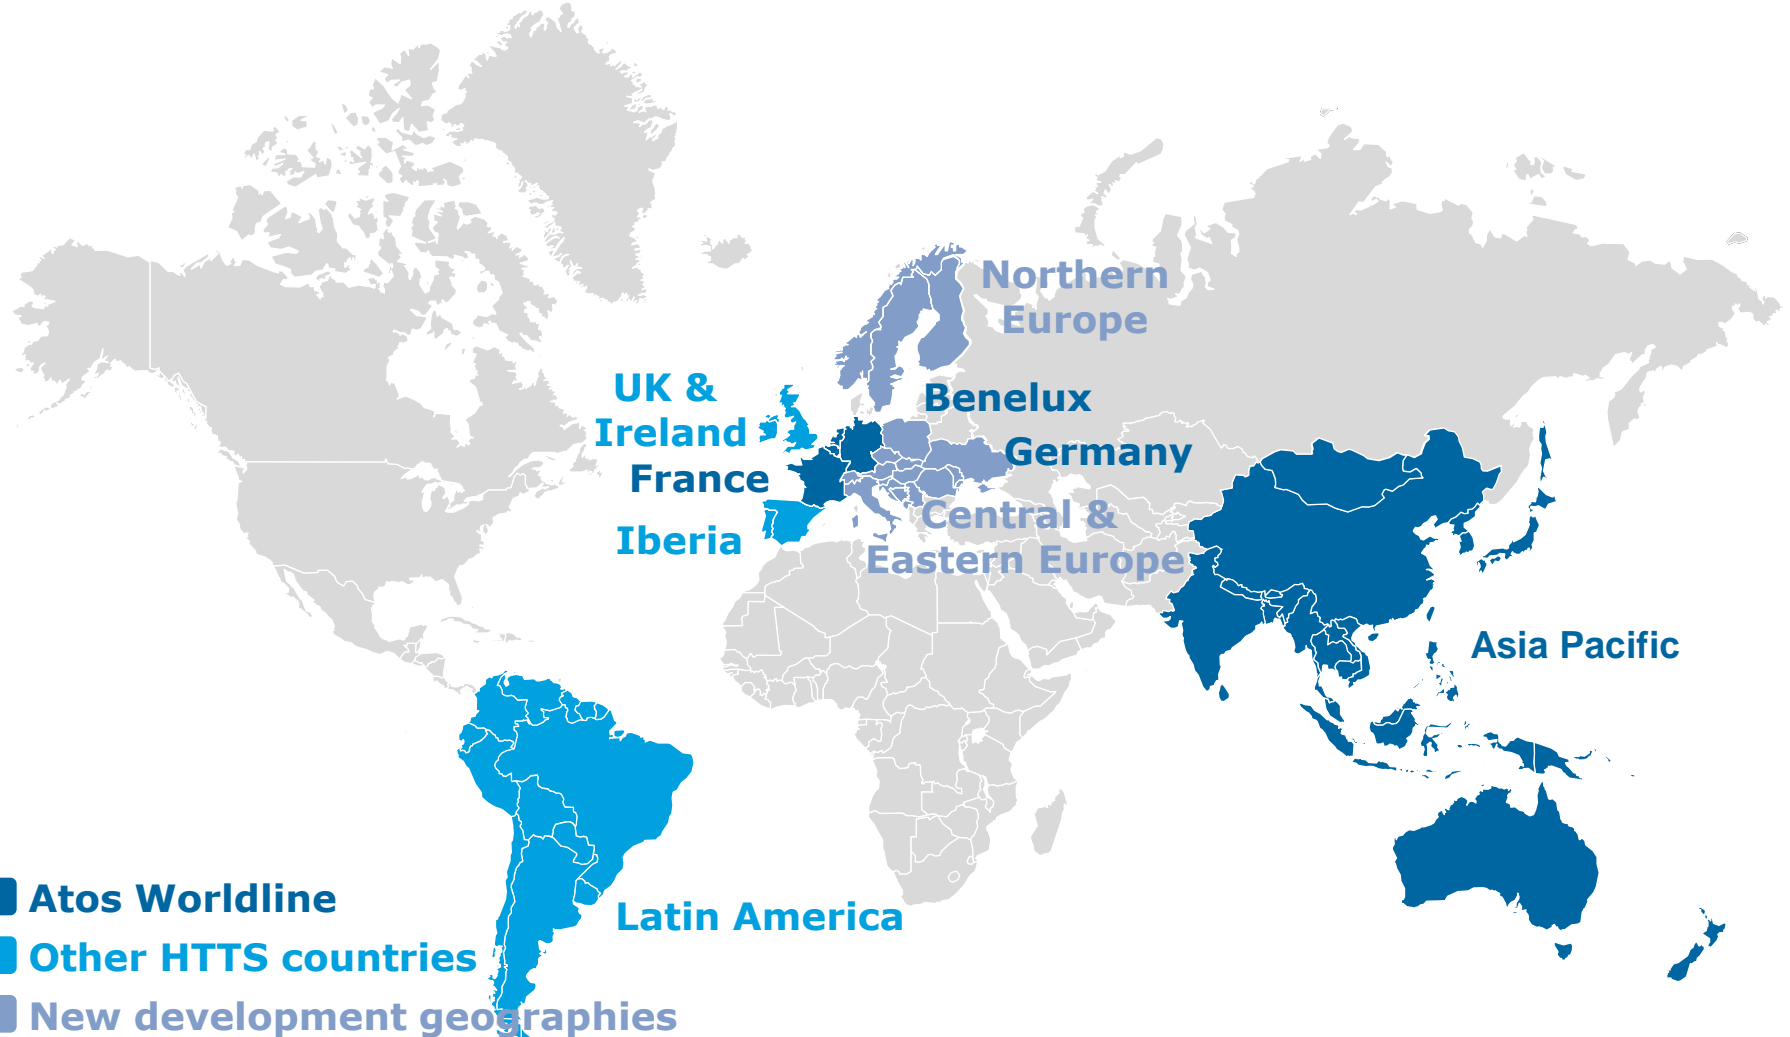 Northern
Europe
UK &
Ireland
Benelux
Germany
France
Central &
Eastern Europe
Iberia
Asia Pacific
Latin America
Atos Worldline
Other HTTS countries
New development geographies